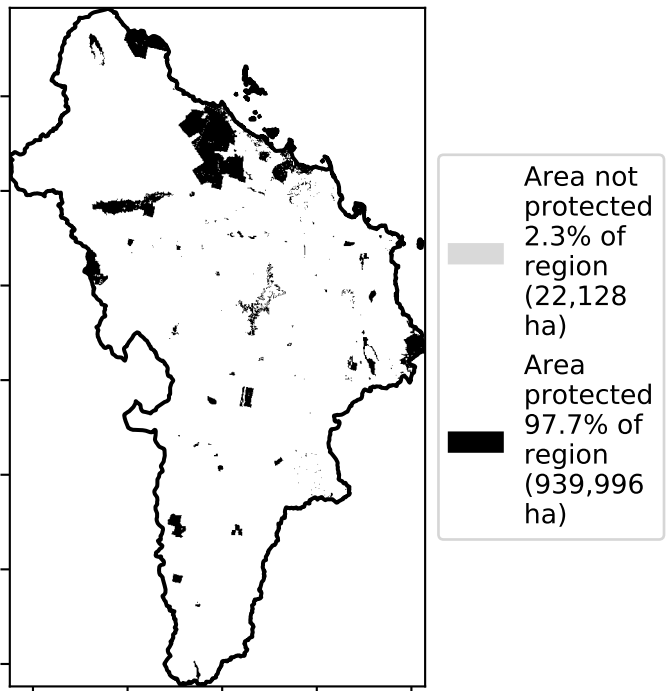 Area not
protected
2.3% of
region
(22,128
ha)
Area
protected
97.7% of
region
(939,996
ha)